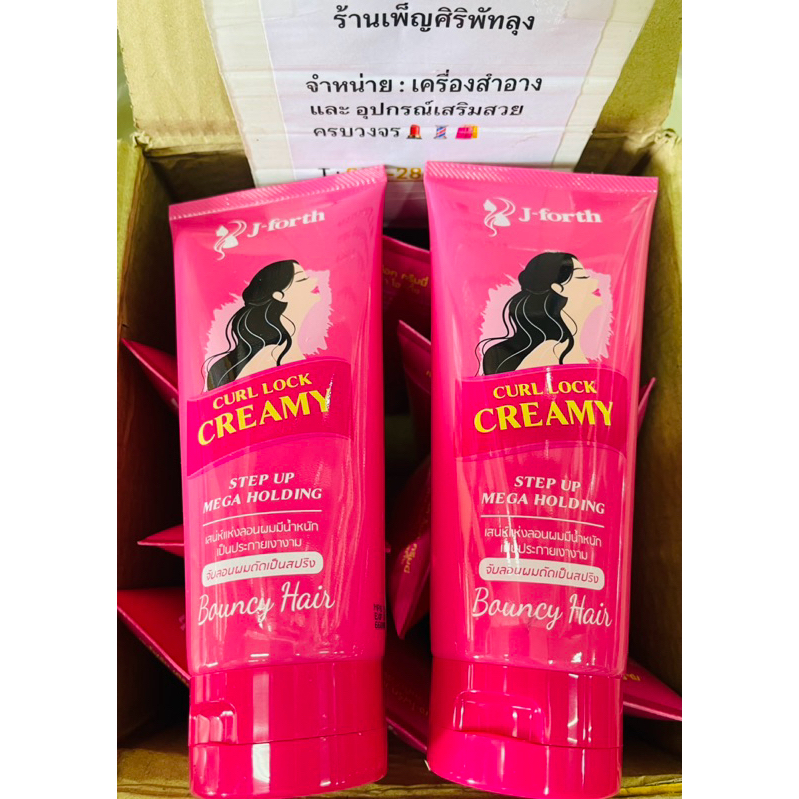 ร้านเพ็ญศิริพัทลุง
จำหน่าย : เครื่องสำอาง
และ อุปกรณ์เสริมสวย
ครบวงจร
J-forth
CURL LOCK
CREAMY
STEP UP
MEGA HOLDING
เสน่ห์แห่งลอนผมมีน้ำหนัก
เป็นประกายเงางาม
จับลอนผมดัดเป็นสปริง
Bouncy Hair
J-forth
CURL LOCK
CREAMY
STEP UP
MEGA HOLDING
เสน่ห์แห่งลอนผมมีน้ำหนัก
เป็นประกายเงางาม
จับลอนผมดัดเป็นสปริง
Bouncy Hair